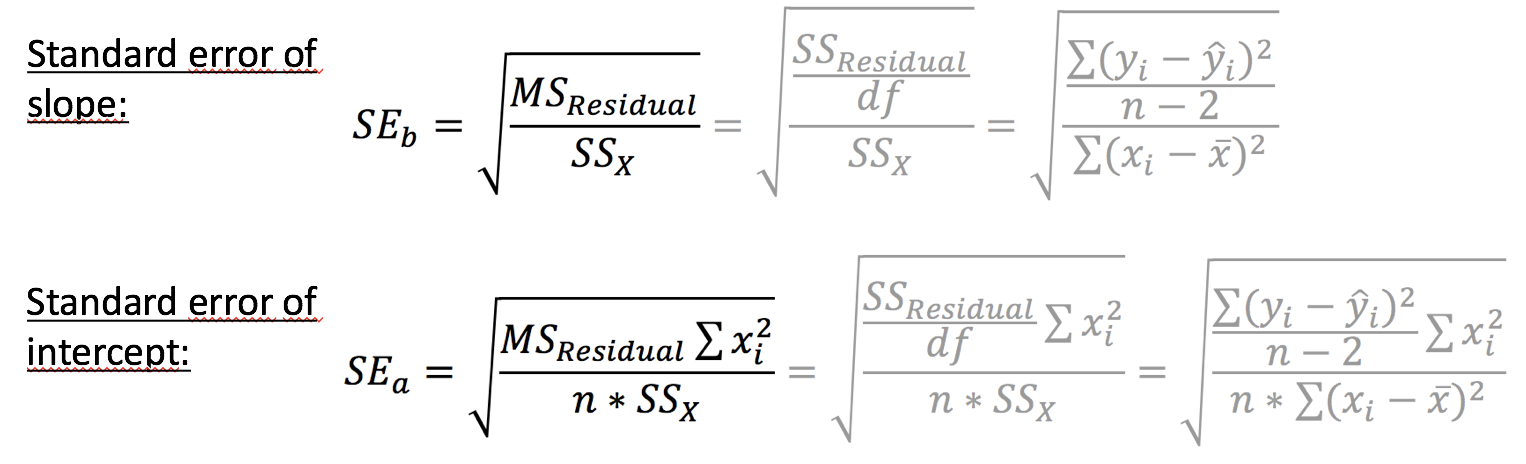 Standard error of
slope:
$SE_b = \sqrt{\frac{MS_{Residual}}{SS_X}} = \sqrt{\frac{\frac{SS_{Residual}}{df}}{SS_X}} = \sqrt{\frac{\frac{\sum(y_i - \hat{y}_i)^2}{n - 2}}{\sum(x_i - \bar{x})^2}}$
Standard error of
intercept:
$SE_a = \sqrt{\frac{MS_{Residual} \sum x_i^2}{n * SS_X}} = \sqrt{\frac{\frac{SS_{Residual}}{df} \sum x_i^2}{n * SS_X}} = \sqrt{\frac{\frac{\sum(y_i - \hat{y}_i)^2}{n - 2} \sum x_i^2}{n * \sum(x_i - \bar{x})^2}}$